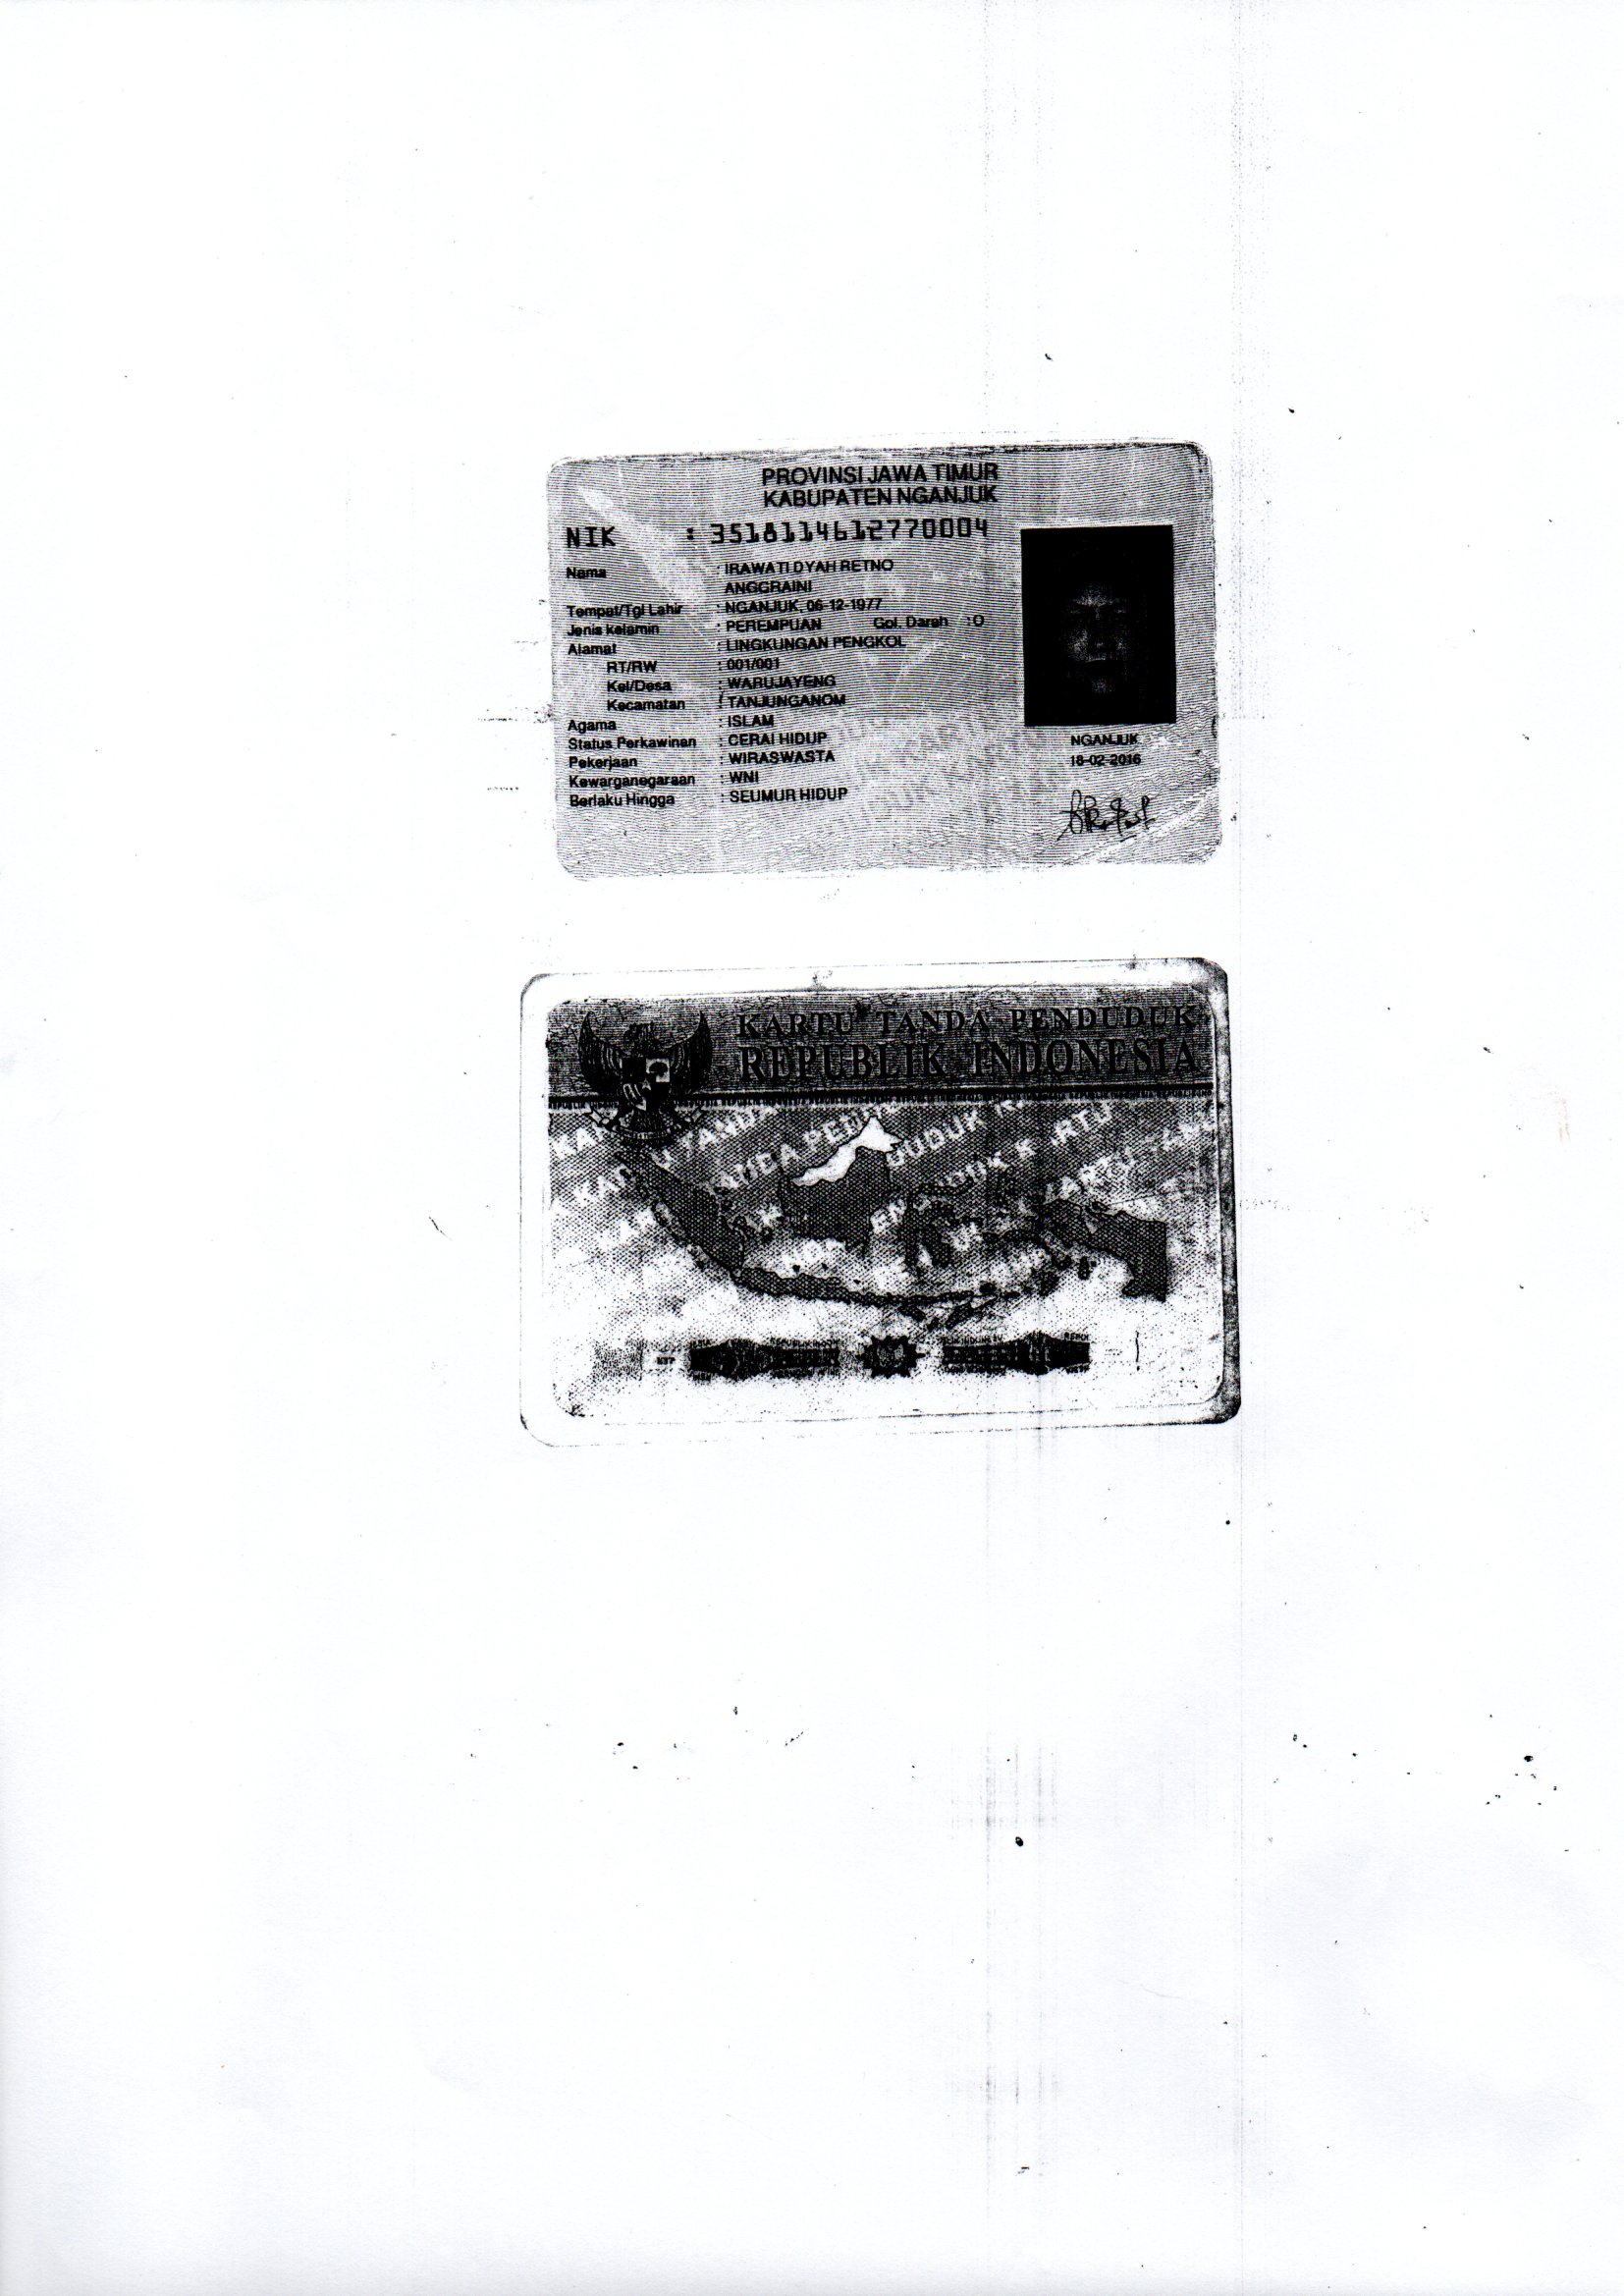 PROVINSI JAWA TIMUR
KABUPATEN NGANJUK
NIK : 3518114612770004
Nama : IRAWATI DYAH RETNO
ANGGRAINI
Tempat/Tgl Lahir : NGANJUK, 06-12-1977
Jenis kelamin : PEREMPUAN Gol. Darah : O
Alamat : LINGKUNGAN PENGKOL
RT/RW : 001/001
Kel/Desa : WARUJAYENG
Kecamatan : TANJUNGANOM
Agama : ISLAM
Status Perkawinan : CERAI HIDUP
Pekerjaan : WIRASWASTA
Kewarganegaraan : WNI
Berlaku Hingga : SEUMUR HIDUP
NGANJUK
18-02-2016
KARTU TANDA PENDUDUK
REPUBLIK INDONESIA